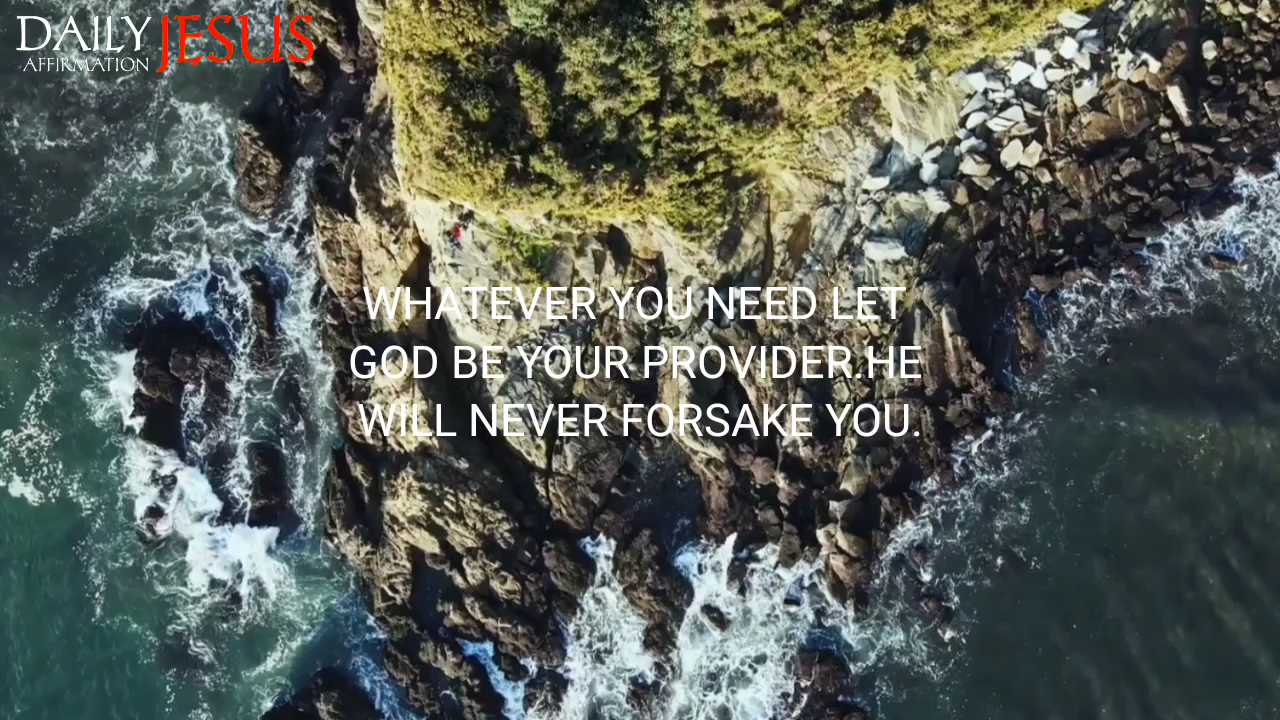 DAILY JESUS
AFFIRMATION
WHATEVER YOU NEED LET
GOD BE YOUR PROVIDER.HE
WILL NEVER FORSAKE YOU.